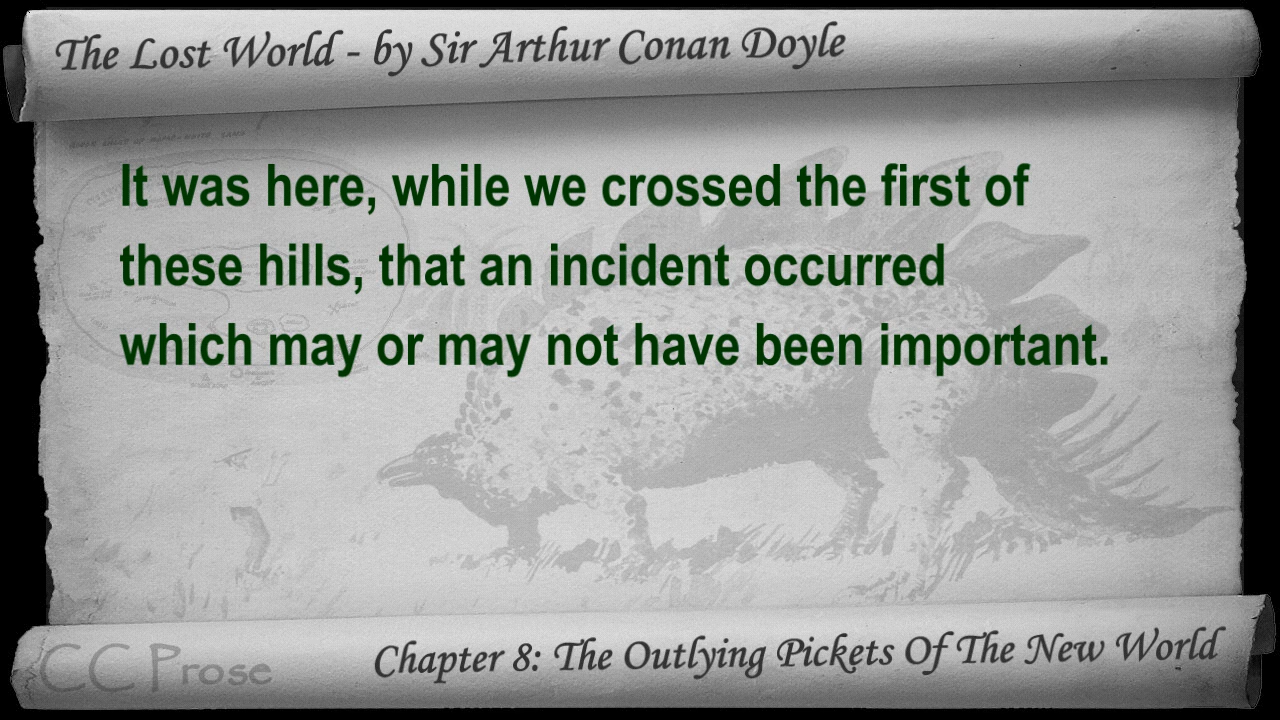 The Lost World - by Sir Arthur Conan Doyle
It was here, while we crossed the first of
these hills, that an incident occurred
which may or may not have been important.
CC Prose
Chapter 8: The Outlying Pickets Of The New World